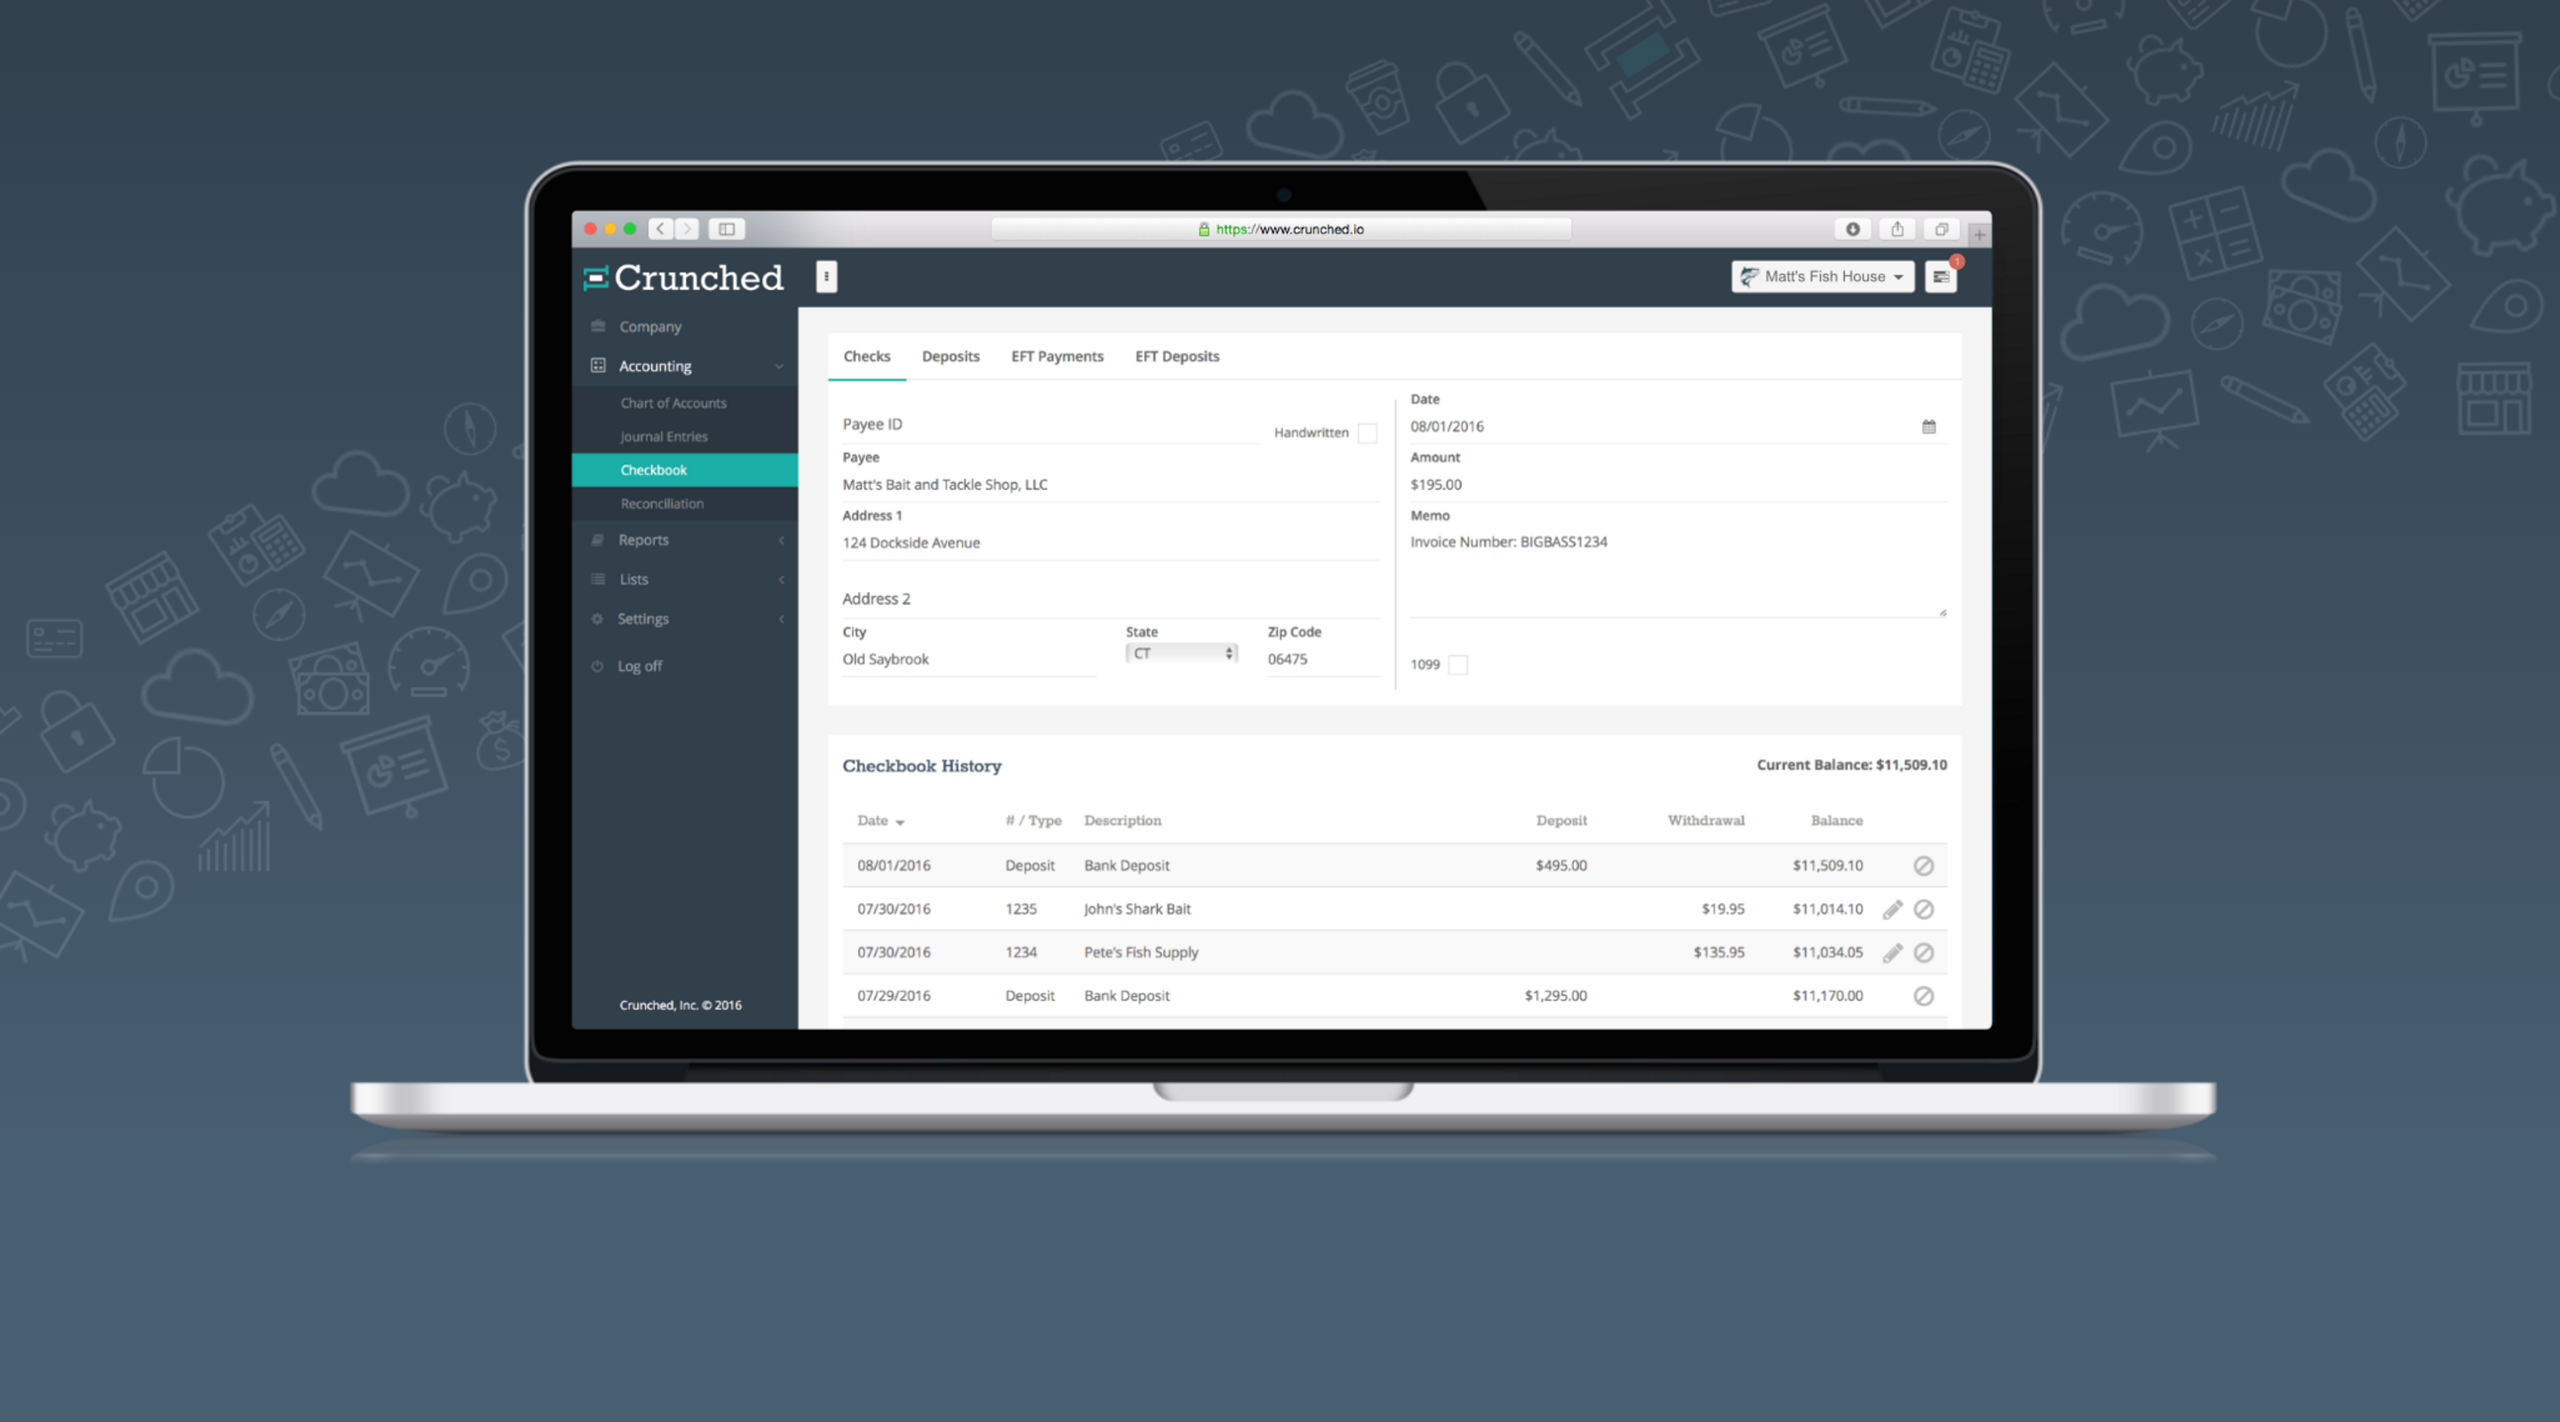 https://www.crunched.io
Crunched
Matt's Fish House
1
Company
Accounting
Chart of Accounts
Journal Entries
Checkbook
Reconciliation
Reports
Lists
Settings
Log off
Crunched, Inc. © 2016
Checks Deposits EFT Payments EFT Deposits
Payee ID
Handwritten
Payee
Matt's Bait and Tackle Shop, LLC
Address 1
124 Dockside Avenue
Address 2
City State Zip Code
Old Saybrook CT 06475
Date
08/01/2016
Amount
$195.00
Memo
Invoice Number: BIGBASS1234
1099
Checkbook History Current Balance: $11,509.10
Date # / Type Description Deposit Withdrawal Balance
08/01/2016 Deposit Bank Deposit $495.00 $11,509.10
07/30/2016 1235 John's Shark Bait $19.95 $11,014.10
07/30/2016 1234 Pete's Fish Supply $135.95 $11,034.05
07/29/2016 Deposit Bank Deposit $1,295.00 $11,170.00